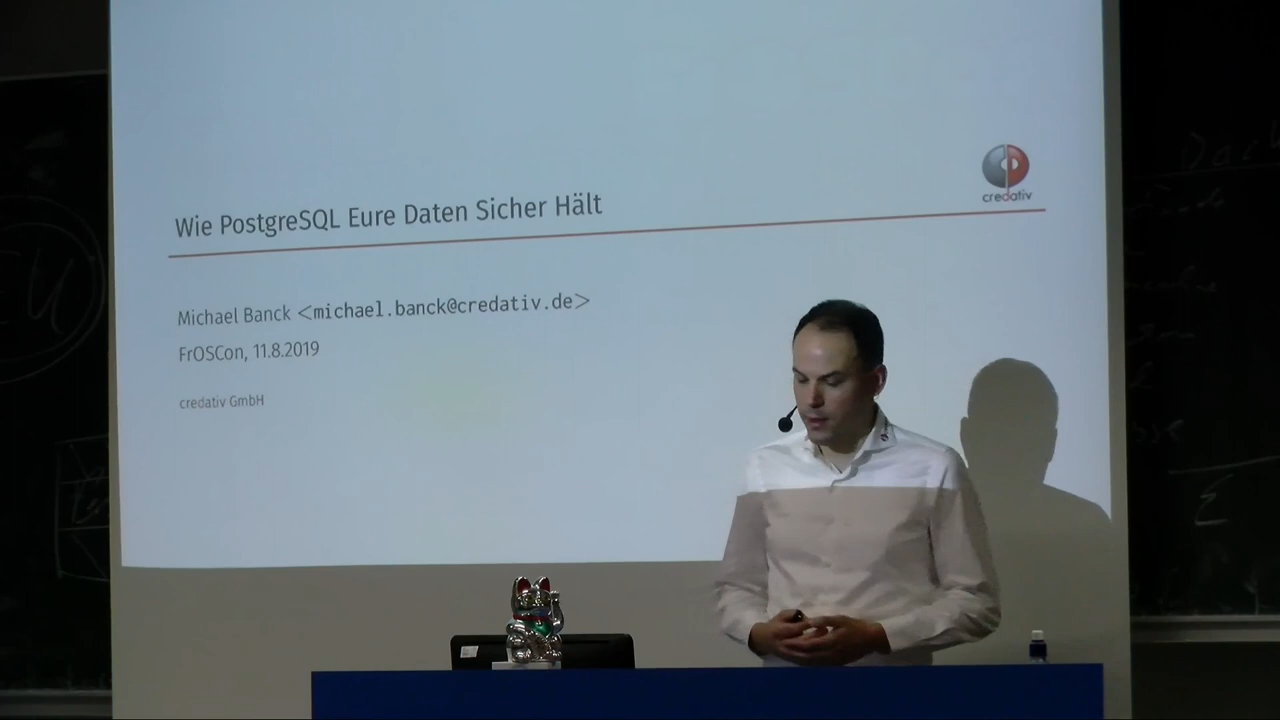 credativ
Wie PostgreSQL Eure Daten Sicher Hält
Michael Banck <michael.banck@credativ.de>
FrOSCon, 11.8.2019
credativ GmbH